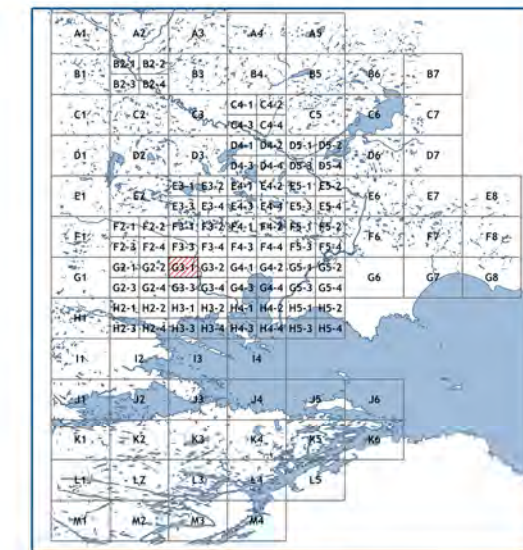 A1 A2 A3 A4 A5
B2-1 B2-2
B1 B3 B4 B5 B6 B7
B2-3 B2-4
C4-1 C4-2
C1 C2 C3 C5 C6 C7
C4-3 C4-4
D4-1 D4-2 D5-1 D5-2
D1 D2 D3 D6 D7
D4-3 D4-4 D5-3 D5-4
E3-1 E3-2 E4-1 E4-2 E5-1 E5-2
E1 E2 E6 E7 E8
E3-3 E3-4 E4-3 E4-4 E5-3 E5-4
F2-1 F2-2 F3-1 F3-2 F4-1 F4-2 F5-1 F5-2
F1 F6 F7 F8
F2-3 F2-4 F3-3 F3-4 F4-3 F4-4 F5-3 F5-4
G2-1 G2-2 G3-1 G3-2 G4-1 G4-2 G5-1 G5-2
G1 G6 G7 G8
G2-3 G2-4 G3-3 G3-4 G4-3 G4-4 G5-3 G5-4
H2-1 H2-2 H3-1 H3-2 H4-1 H4-2 H5-1 H5-2
H1
H2-3 H2-4 H3-3 H3-4 H4-3 H4-4 H5-3 H5-4
I1 I2 I3 I4
J1 J2 J3 J4 J5 J6
K1 K2 K3 K4 K5 K6
L1 L2 L3 L4 L5
M1 M2 M3 M4